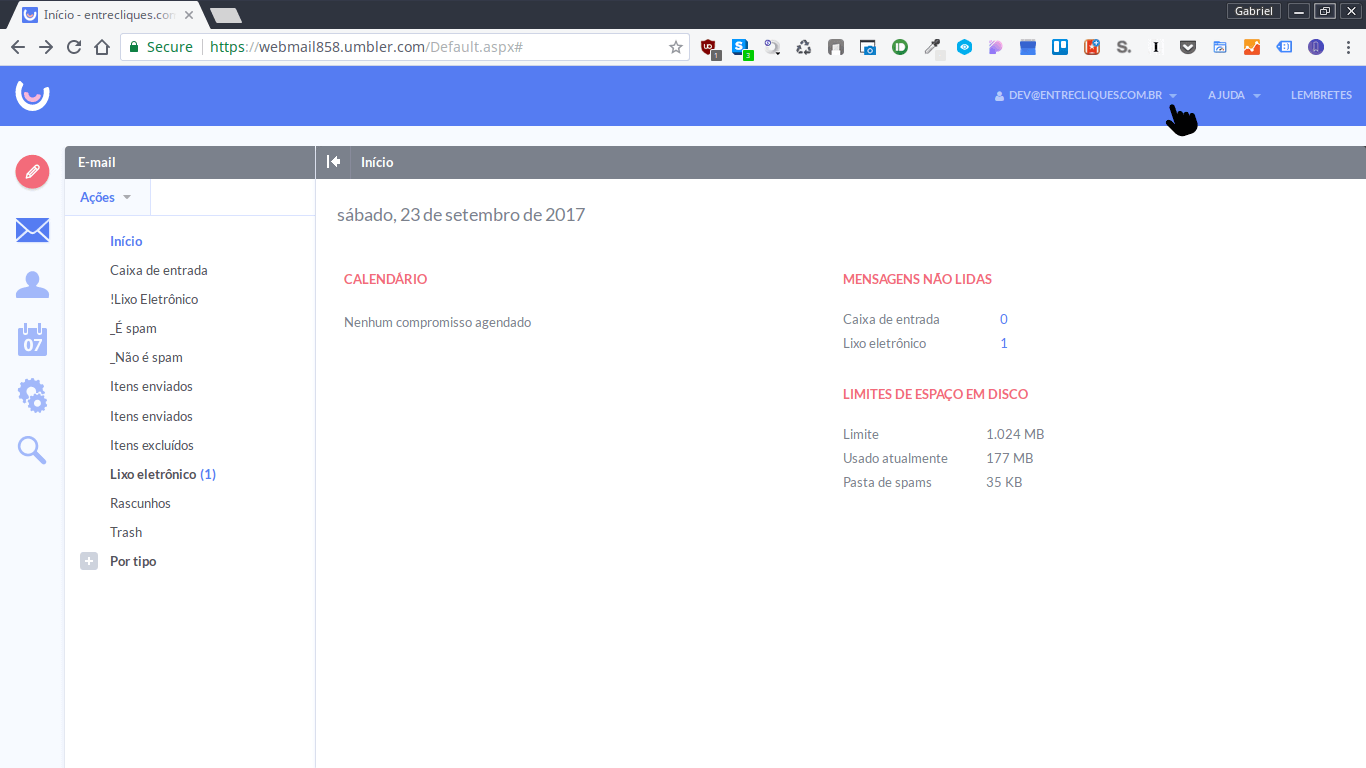 Início - entrecliques.con
Gabriel
Secure
https://webmail858.umbler.com/Default.aspx#
1
3
S.
I
DEV@ENTRECLIQUES.COM.BR
AJUDA
LEMBRETES
E-mail
Início
Ações
sábado, 23 de setembro de 2017
Início
Caixa de entrada
!Lixo Eletrônico
_É spam
_Não é spam
Itens enviados
Itens enviados
Itens excluídos
Lixo eletrônico (1)
Rascunhos
Trash
Por tipo
07
CALENDÁRIO
Nenhum compromisso agendado
MENSAGENS NÃO LIDAS
Caixa de entrada 0
Lixo eletrônico 1
LIMITES DE ESPAÇO EM DISCO
Limite 1.024 MB
Usado atualmente 177 MB
Pasta de spams 35 KB